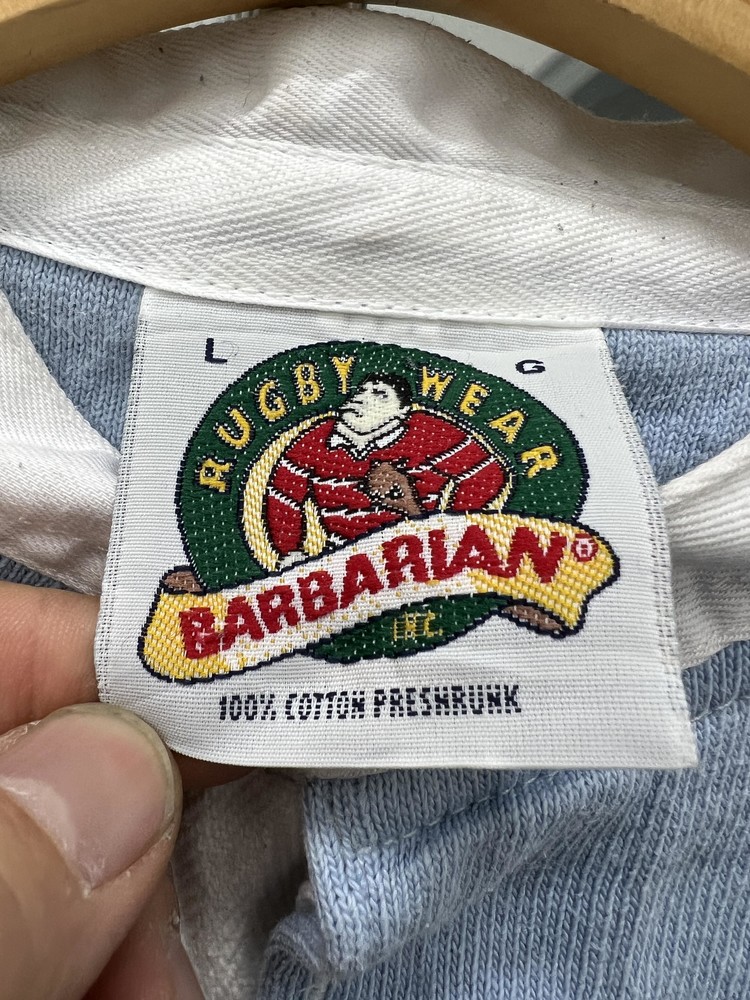 L G
RUGBY WEAR
BARBARIAN®
INC.
100% COTTON PRESHRUNK